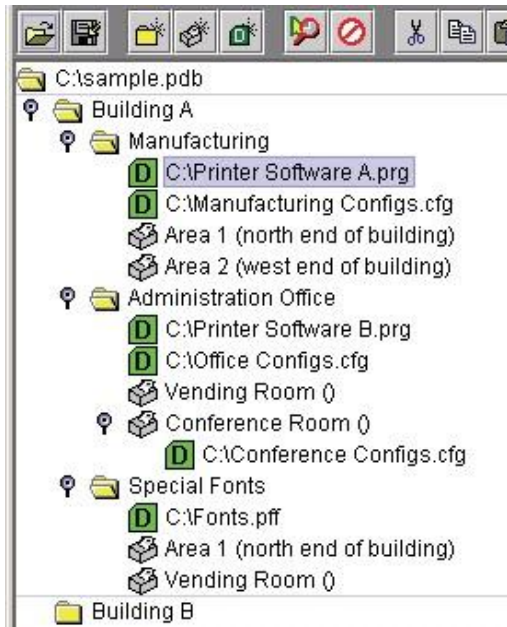 C:\sample.pdb
Building A
Manufacturing
D C:\Printer Software A.prg
D C:\Manufacturing Configs.cfg
Area 1 (north end of building)
Area 2 (west end of building)
Administration Office
D C:\Printer Software B.prg
D C:\Office Configs.cfg
Vending Room ()
Conference Room ()
D C:\Conference Configs.cfg
Special Fonts
D C:\Fonts.pff
Area 1 (north end of building)
Vending Room ()
Building B